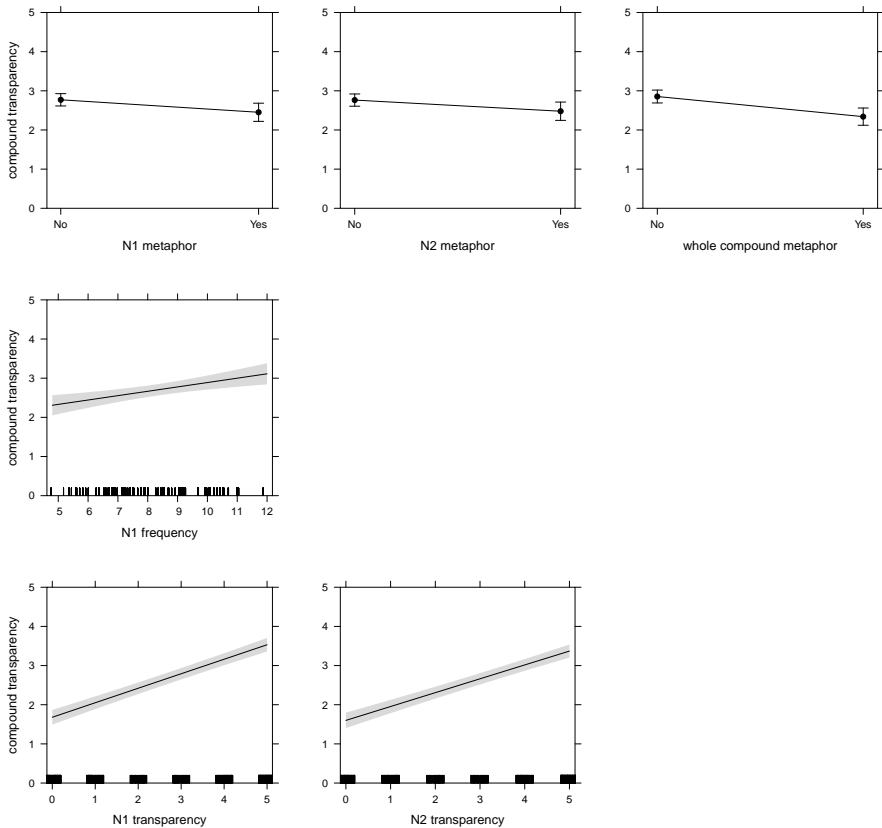 5
4
3
2
1
0
compound transparency
No Yes
N1 metaphor
5
4
3
2
1
0
No Yes
N2 metaphor
5
4
3
2
1
0
No Yes
whole compound metaphor
5
4
3
2
1
0
compound transparency
5 6 7 8 9 10 11 12
N1 frequency
5
4
3
2
1
0
compound transparency
0 1 2 3 4 5
N1 transparency
5
4
3
2
1
0
0 1 2 3 4 5
N2 transparency